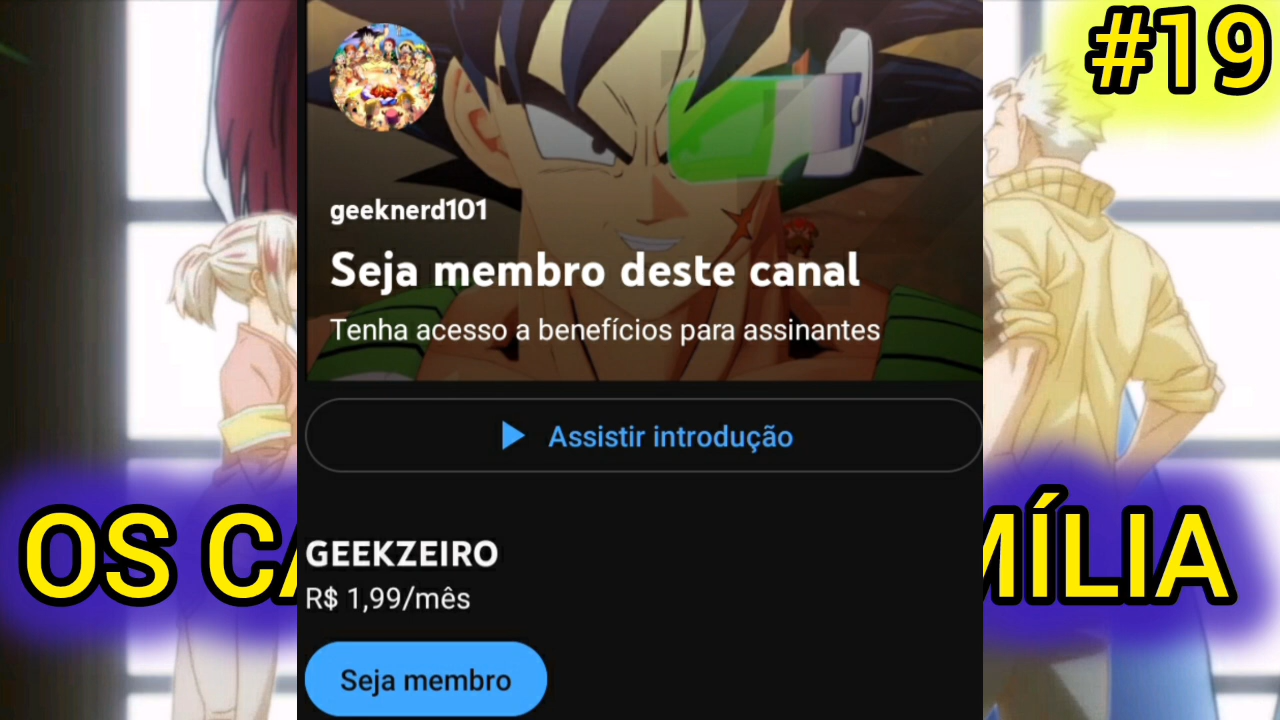 #19
geeknerd101
Seja membro deste canal
Tenha acesso a benefícios para assinantes
Assistir introdução
OS CA
MÍLIA
GEEKZEIRO
R$ 1,99/mês
Seja membro